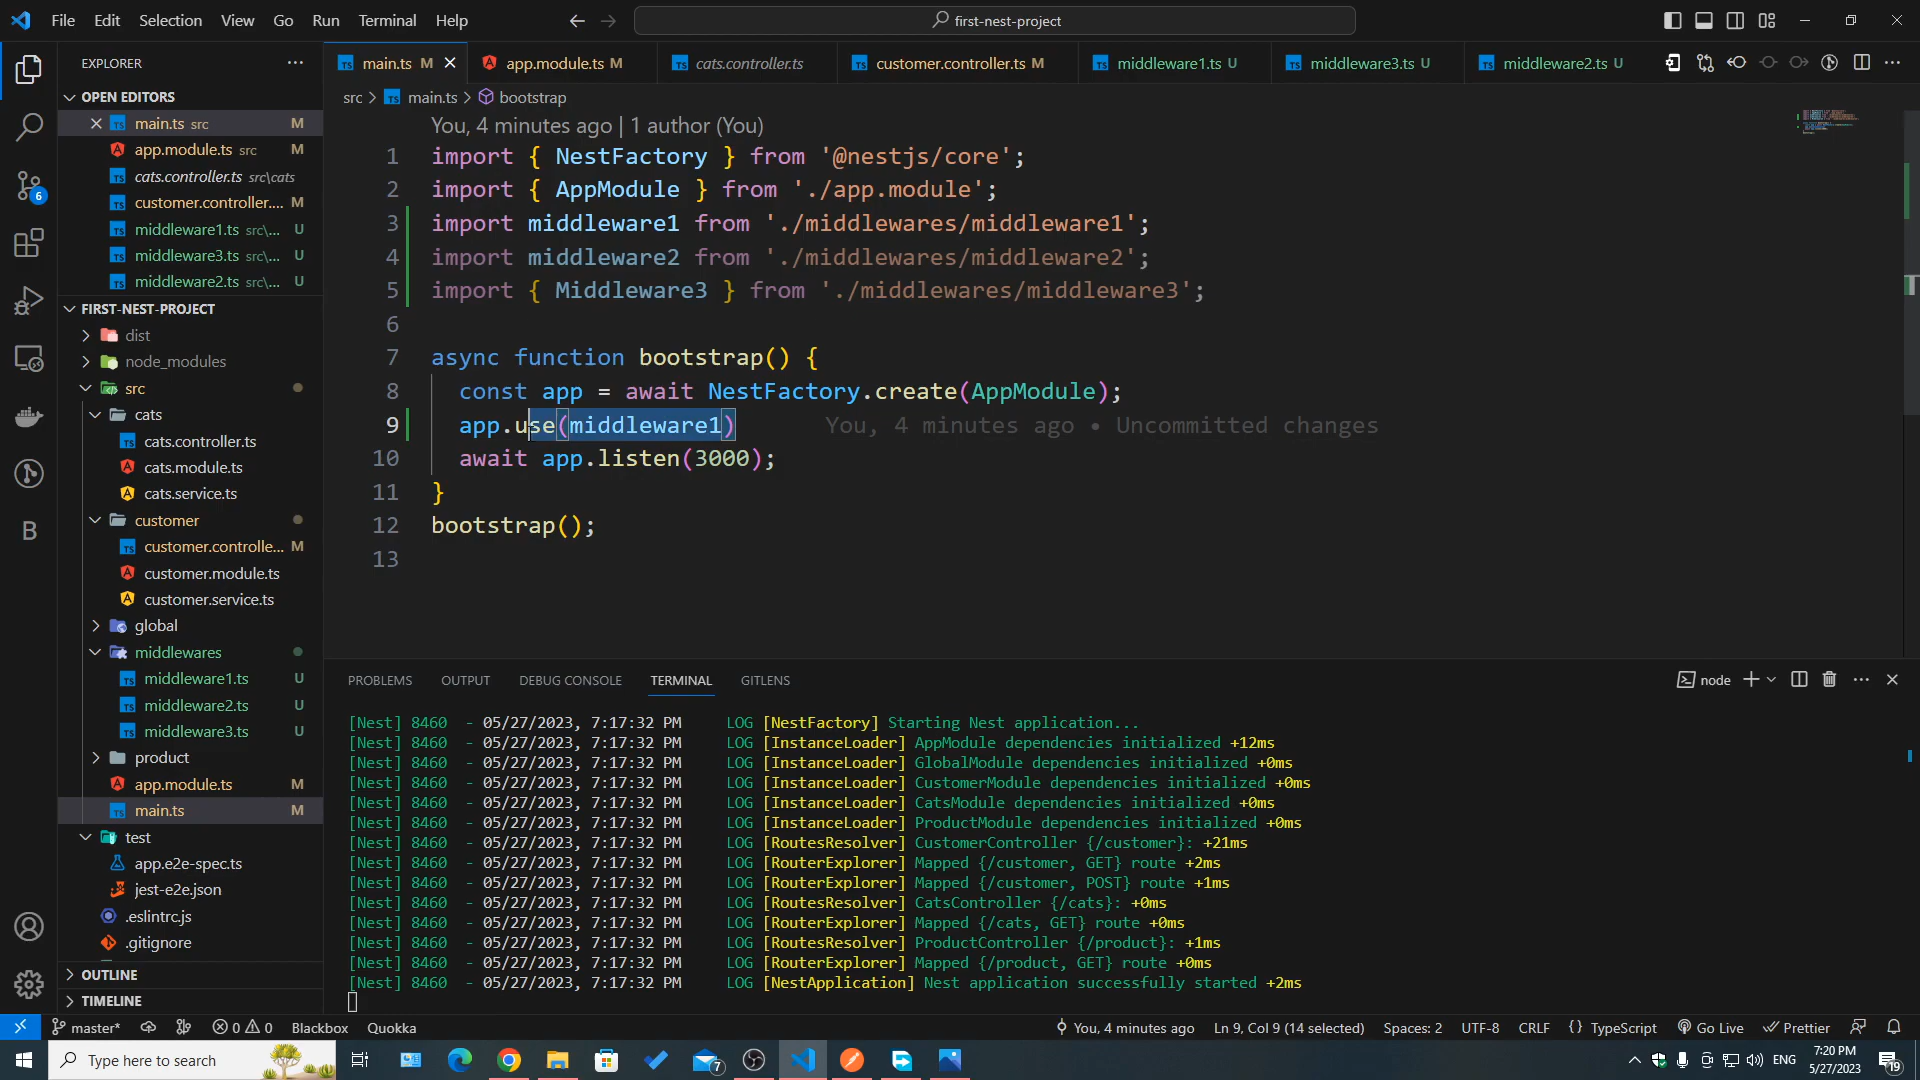 File Edit Selection View Go Run Terminal Help
first-nest-project
EXPLORER
main.ts M
app.module.ts M
cats.controller.ts
customer.controller.ts M
middleware1.ts U
middleware3.ts U
middleware2.ts U
OPEN EDITORS
src > main.ts > bootstrap
main.ts src M
app.module.ts src M
cats.controller.ts src\cats
customer.controller.... M
middleware1.ts src\... U
middleware3.ts src\... U
middleware2.ts src\... U
FIRST-NEST-PROJECT
dist
node_modules
src
cats
cats.controller.ts
cats.module.ts
cats.service.ts
customer
customer.controlle... M
customer.module.ts
customer.service.ts
global
middlewares
middleware1.ts U
middleware2.ts U
middleware3.ts U
product
app.module.ts M
main.ts M
test
app.e2e-spec.ts
jest-e2e.json
.eslintrc.js
.gitignore
OUTLINE
TIMELINE
6
B
You, 4 minutes ago | 1 author (You)
1 import { NestFactory } from '@nestjs/core';
2 import { AppModule } from './app.module';
3 import middleware1 from './middlewares/middleware1';
4 import middleware2 from './middlewares/middleware2';
5 import { Middleware3 } from './middlewares/middleware3';
6
7 async function bootstrap() {
8 const app = await NestFactory.create(AppModule);
9 app.use(middleware1) You, 4 minutes ago • Uncommitted changes
10 await app.listen(3000);
11 }
12 bootstrap();
13
PROBLEMS OUTPUT DEBUG CONSOLE TERMINAL GITLENS
node
[Nest] 8460 - 05/27/2023, 7:17:32 PM LOG [NestFactory] Starting Nest application...
[Nest] 8460 - 05/27/2023, 7:17:32 PM LOG [InstanceLoader] AppModule dependencies initialized +12ms
[Nest] 8460 - 05/27/2023, 7:17:32 PM LOG [InstanceLoader] GlobalModule dependencies initialized +0ms
[Nest] 8460 - 05/27/2023, 7:17:32 PM LOG [InstanceLoader] CustomerModule dependencies initialized +0ms
[Nest] 8460 - 05/27/2023, 7:17:32 PM LOG [InstanceLoader] CatsModule dependencies initialized +0ms
[Nest] 8460 - 05/27/2023, 7:17:32 PM LOG [InstanceLoader] ProductModule dependencies initialized +0ms
[Nest] 8460 - 05/27/2023, 7:17:32 PM LOG [RoutesResolver] CustomerController {/customer}: +21ms
[Nest] 8460 - 05/27/2023, 7:17:32 PM LOG [RouterExplorer] Mapped {/customer, GET} route +2ms
[Nest] 8460 - 05/27/2023, 7:17:32 PM LOG [RouterExplorer] Mapped {/customer, POST} route +1ms
[Nest] 8460 - 05/27/2023, 7:17:32 PM LOG [RoutesResolver] CatsController {/cats}: +0ms
[Nest] 8460 - 05/27/2023, 7:17:32 PM LOG [RouterExplorer] Mapped {/cats, GET} route +0ms
[Nest] 8460 - 05/27/2023, 7:17:32 PM LOG [RoutesResolver] ProductController {/product}: +1ms
[Nest] 8460 - 05/27/2023, 7:17:32 PM LOG [RouterExplorer] Mapped {/product, GET} route +0ms
[Nest] 8460 - 05/27/2023, 7:17:32 PM LOG [NestApplication] Nest application successfully started +2ms
master* 0 0 Blackbox Quokka
You, 4 minutes ago Ln 9, Col 9 (14 selected) Spaces: 2 UTF-8 CRLF {} TypeScript Go Live Prettier
Type here to search
7
ENG
7:20 PM
5/27/2023
19